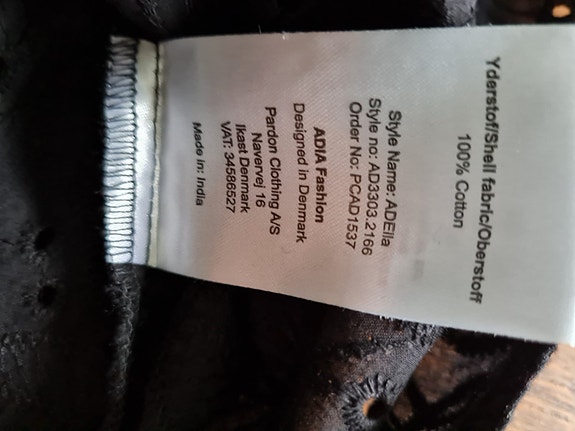 Yderstof/Shell fabric/Oberstoff
100% Cotton
Style Name: ADElla
Style no: AD3303.2166
Order No: PCAD1537
ADIA Fashion
Designed in Denmark
Pardon Clothing A/S
Navervej 16
Ikast Denmark
VAT: 34586527
Made in: India